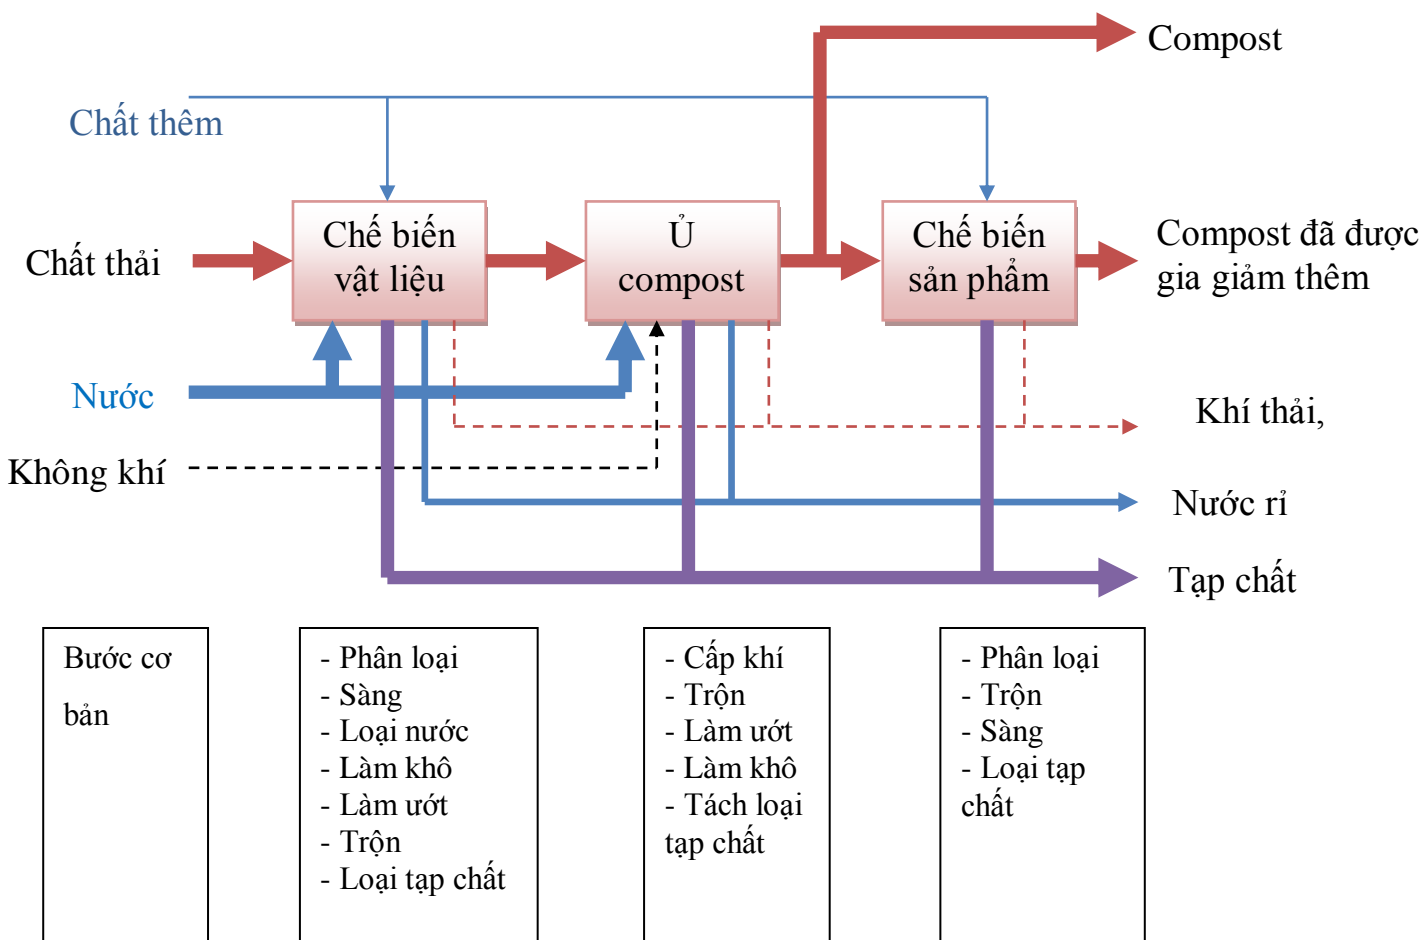 Compost
Chất thêm
Chất thải
Chế biến
vật liệu
Ủ
compost
Chế biến
sản phẩm
Compost đã được
gia giảm thêm
Nước
Khí thải,
Không khí
Nước rỉ
Tạp chất
Bước cơ
bản
- Phân loại
- Sàng
- Loại nước
- Làm khô
- Làm ướt
- Trộn
- Loại tạp chất
- Cấp khí
- Trộn
- Làm ướt
- Làm khô
- Tách loại
tạp chất
- Phân loại
- Trộn
- Sàng
- Loại tạp
chất